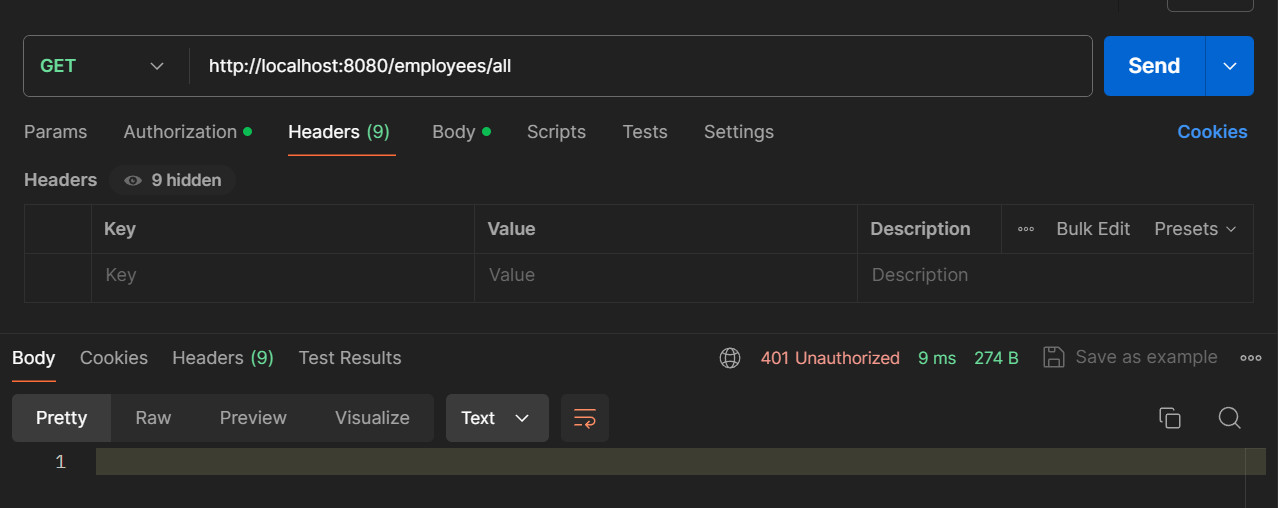 GET http://localhost:8080/employees/all Send
Params Authorization Headers (9) Body Scripts Tests Settings Cookies
Headers 9 hidden
Key Value Description Bulk Edit Presets
Key Value Description
Body Cookies Headers (9) Test Results 401 Unauthorized 9 ms 274 B Save as example
Pretty Raw Preview Visualize Text
1